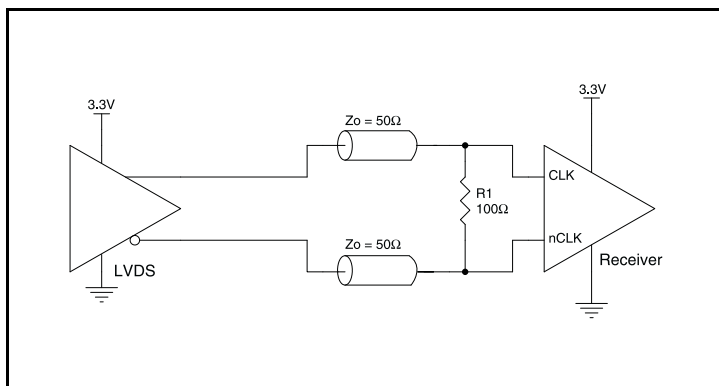 3.3V
3.3V
Zo = 50Ω
CLK
R1
100Ω
nCLK
Zo = 50Ω
LVDS
Receiver